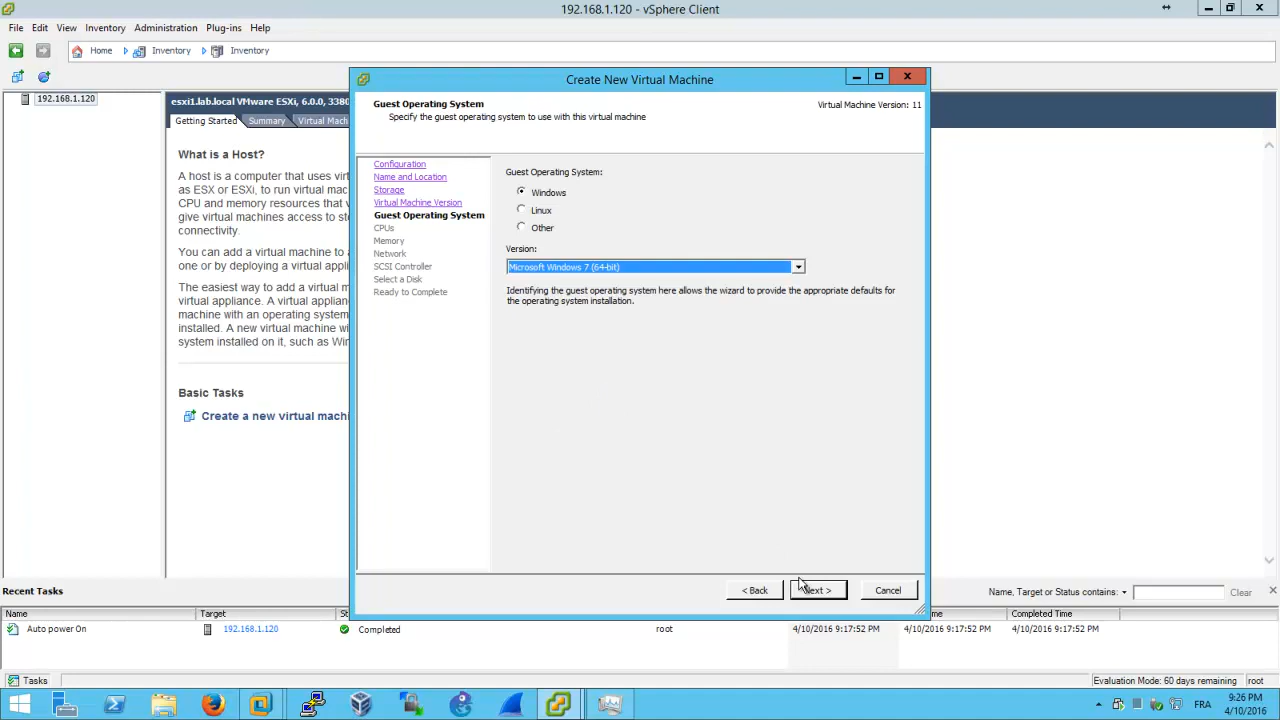 192.168.1.120 - vSphere Client
File Edit View Inventory Administration Plug-ins Help
Home Inventory Inventory
192.168.1.120
esxi1.lab.local VMware ESXi, 6.0.0, 3380
Getting Started Summary Virtual Mach
What is a Host?
A host is a computer that uses virt
as ESX or ESXi, to run virtual mac
CPU and memory resources that v
give virtual machines access to sto
connectivity.
You can add a virtual machine to a
one or by deploying a virtual appli
The easiest way to add a virtual m
virtual appliance. A virtual applian
machine with an operating system
installed. A new virtual machine wi
system installed on it, such as Win
Basic Tasks
Create a new virtual machi
Create New Virtual Machine
Guest Operating System
Specify the guest operating system to use with this virtual machine
Virtual Machine Version: 11
Configuration
Name and Location
Storage
Virtual Machine Version
Guest Operating System
CPUs
Memory
Network
SCSI Controller
Select a Disk
Ready to Complete
Guest Operating System:
Windows
Linux
Other
Version:
Microsoft Windows 7 (64-bit)
Identifying the guest operating system here allows the wizard to provide the appropriate defaults for
the operating system installation.
< Back Next > Cancel
Recent Tasks
Name, Target or Status contains: Clear
Name Target St me Completed Time
Auto power On 192.168.1.120 Completed root 4/10/2016 9:17:52 PM 4/10/2016 9:17:52 PM 4/10/2016 9:17:52 PM
Tasks
Evaluation Mode: 60 days remaining root
FRA
9:26 PM
4/10/2016